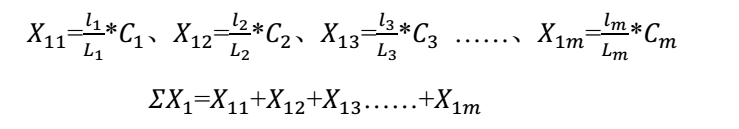 X₁₁=l₁/L₁*C₁、X₁₂=l₂/L₂*C₂、X₁₃=l₃/L₃*C₃ ……、X₁ₘ=lₘ/Lₘ*Cₘ
ΣX₁=X₁₁+X₁₂+X₁₃……+X₁ₘ